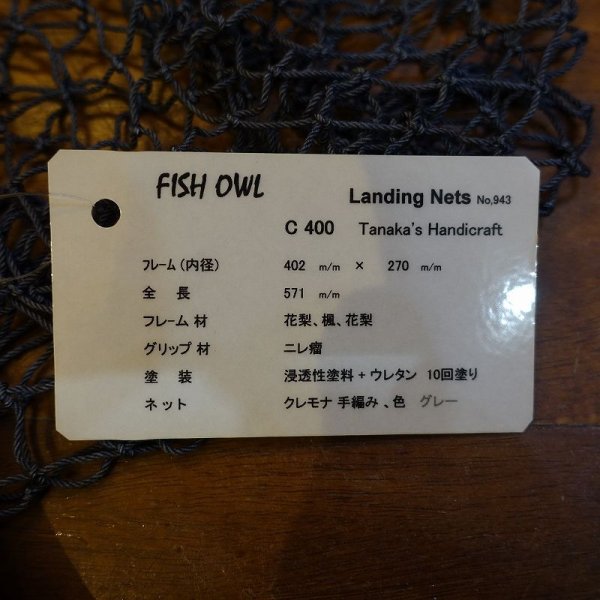 FISH OWL
Landing Nets No,943
C 400 Tanaka's Handicraft
フレーム(内径) 402 m/m × 270 m/m
全 長 571 m/m
フレーム 材 花梨、楓、花梨
グリップ 材 ニレ瘤
塗 装 浸透性塗料 + ウレタン 10回塗り
ネット クレモナ 手編み 、色 グレー